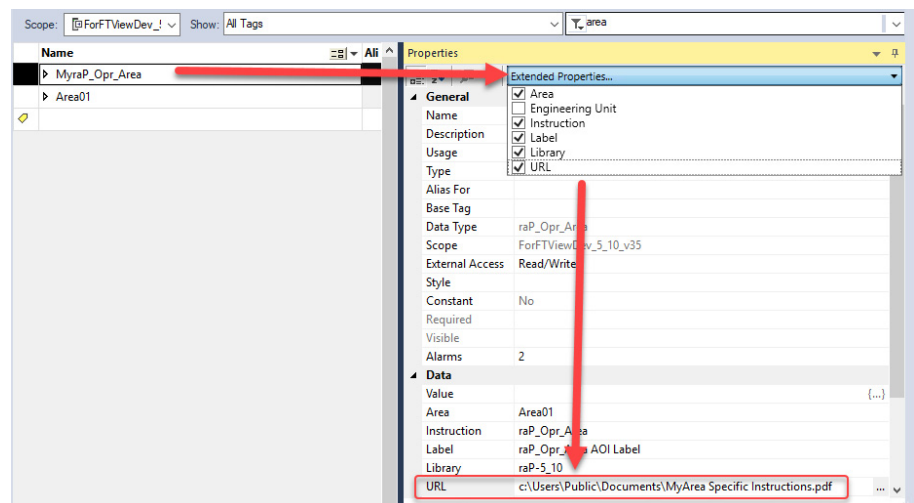 Scope: ForFTViewDev_! Show: All Tags area
Name Ali
MyraP_Opr_Area
Area01
Properties
Extended Properties...
Area
Engineering Unit
Instruction
Label
Library
URL
General
Name
Description
Usage
Type
Alias For
Base Tag
Data Type raP_Opr_Area
Scope ForFTViewDev_5_10_v35
External Access Read/Write
Style
Constant No
Required
Visible
Alarms 2
Data
Value {...}
Area Area01
Instruction raP_Opr_Area
Label raP_Opr_Area AOI Label
Library raP-5_10
URL c:\Users\Public\Documents\MyArea Specific Instructions.pdf ...